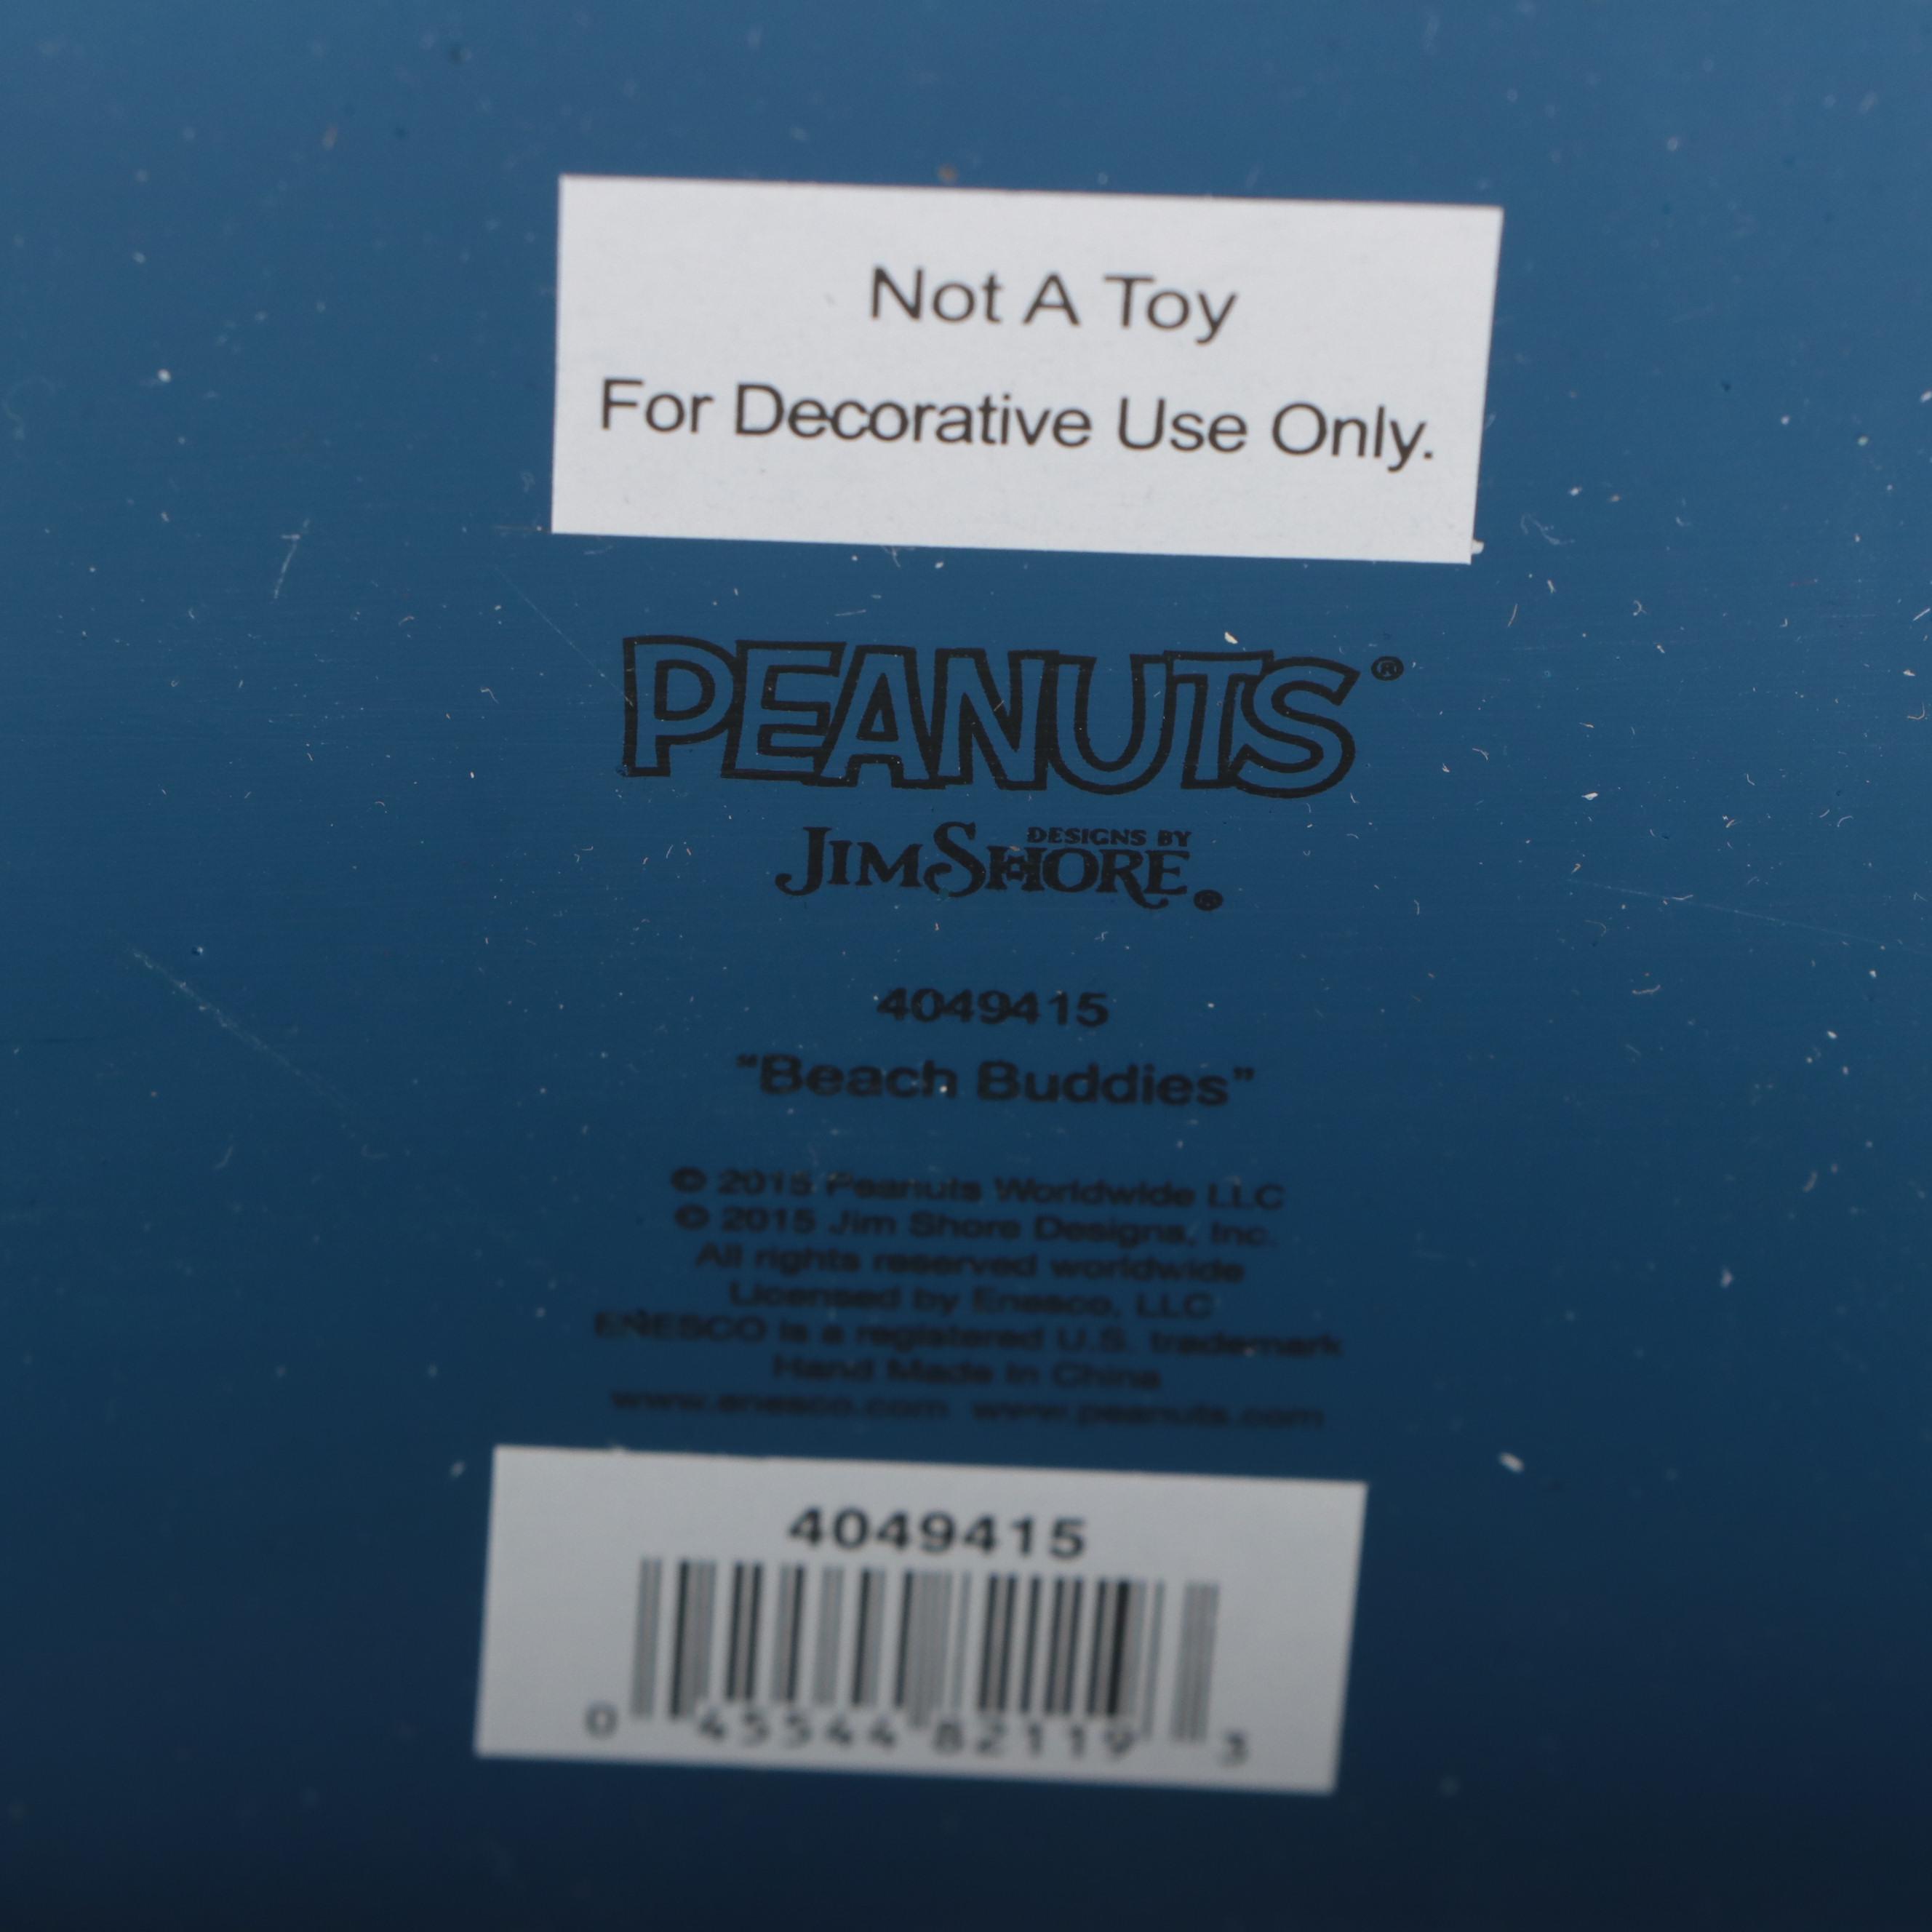 Not A Toy
For Decorative Use Only.
PEANUTS®
DESIGNS BY
JIM SHORE®
4049415
"Beach Buddies"
© 2015 Peanuts Worldwide LLC
© 2015 Jim Shore Designs, Inc.
All rights reserved worldwide
Licensed by Enesco, LLC
ENESCO is a registered U.S. trademark
Hand Made in China
www.enesco.com www.peanuts.com
4049415
0 45544 82119 3